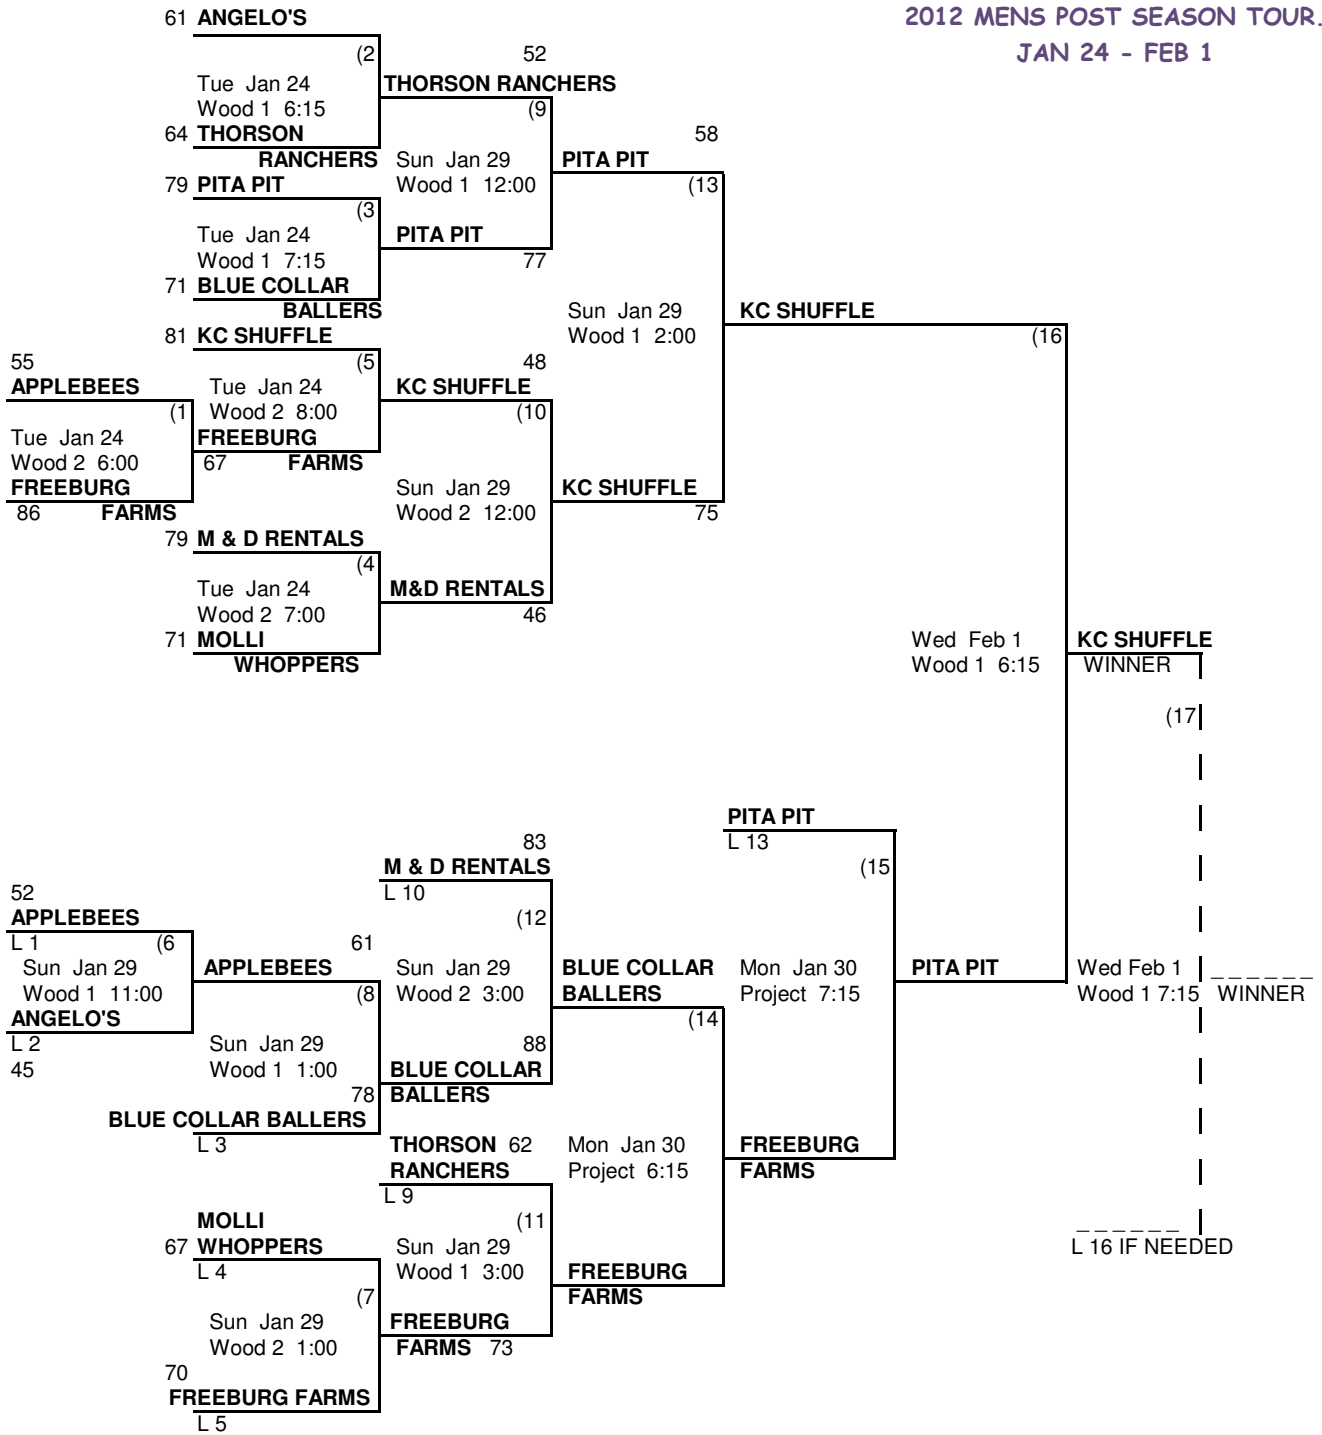 2012 MENS POST SEASON TOUR.
JAN 24 - FEB 1
61 ANGELO'S
(2
52
Tue Jan 24
THORSON RANCHERS
Wood 1 6:15
(9
64 THORSON
RANCHERS
58
Sun Jan 29
PITA PIT
79 PITA PIT
Wood 1 12:00
(13
(3
Tue Jan 24
PITA PIT
Wood 1 7:15
77
71 BLUE COLLAR
BALLERS
Sun Jan 29
KC SHUFFLE
81 KC SHUFFLE
Wood 1 2:00
(16
55
(5
48
APPLEBEES
Tue Jan 24
KC SHUFFLE
(1
Wood 2 8:00
(10
Tue Jan 24
FREEBURG
Wood 2 6:00
67 FARMS
FREEBURG
Sun Jan 29
KC SHUFFLE
86 FARMS
Wood 2 12:00
75
79 M & D RENTALS
(4
Tue Jan 24
M&D RENTALS
Wood 2 7:00
46
71 MOLLI
WHOPPERS
Wed Feb 1
KC SHUFFLE
Wood 1 6:15
WINNER
(17
PITA PIT
83
L 13
M & D RENTALS
(15
52
L 10
APPLEBEES
(12
L 1 (6
61
Sun Jan 29
APPLEBEES
Sun Jan 29
BLUE COLLAR
Mon Jan 30
PITA PIT
Wed Feb 1
______
Wood 1 11:00
(8
Wood 2 3:00
BALLERS
Project 7:15
Wood 1 7:15
WINNER
ANGELO'S
(14
L 2
Sun Jan 29
88
45
Wood 1 1:00
BLUE COLLAR
78
BALLERS
BLUE COLLAR BALLERS
L 3
THORSON 62
Mon Jan 30
FREEBURG
RANCHERS
Project 6:15
FARMS
L 9
MOLLI
(11
67 WHOPPERS
Sun Jan 29
______
L 4
Wood 1 3:00
FREEBURG
L 16 IF NEEDED
(7
FARMS
Sun Jan 29
FREEBURG
Wood 2 1:00
FARMS 73
70
FREEBURG FARMS
L 5